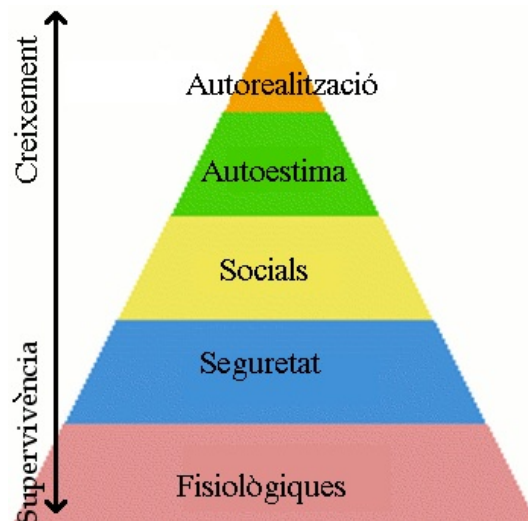 Creixement
Autorealització
Autoestima
Socials
Seguretat
Supervivència
Fisiològiques